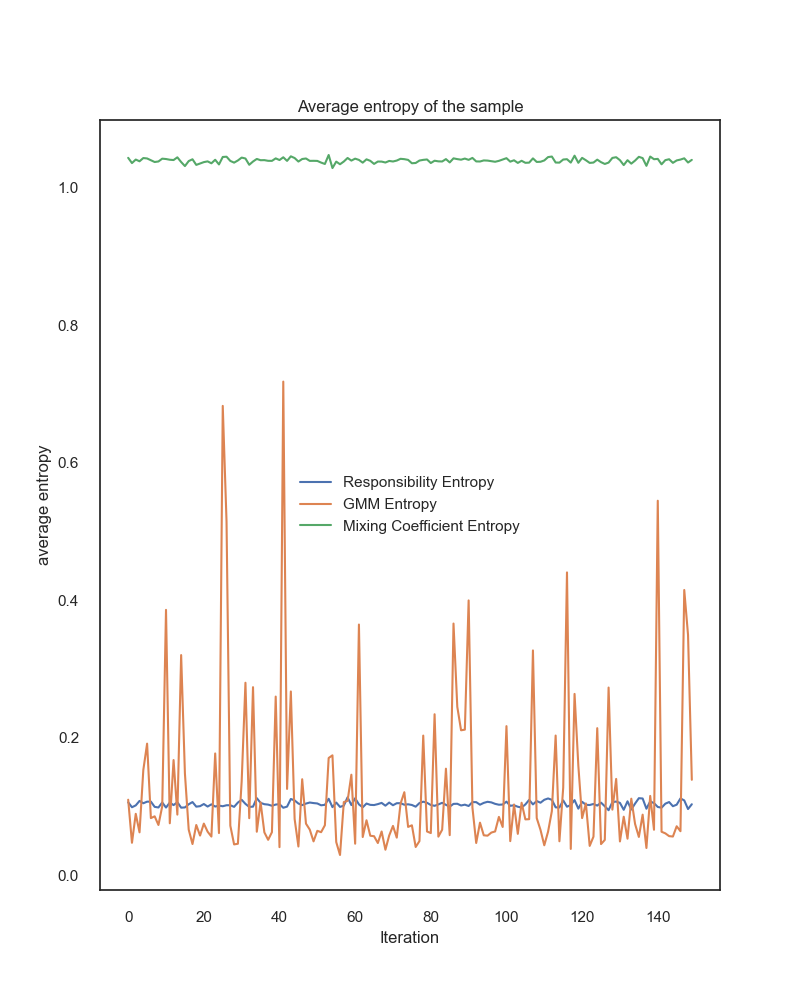 Average entropy of the sample
1.0
0.8
0.6
0.4
0.2
0.0
average entropy
Responsibility Entropy
GMM Entropy
Mixing Coefficient Entropy
0 20 40 60 80 100 120 140
Iteration